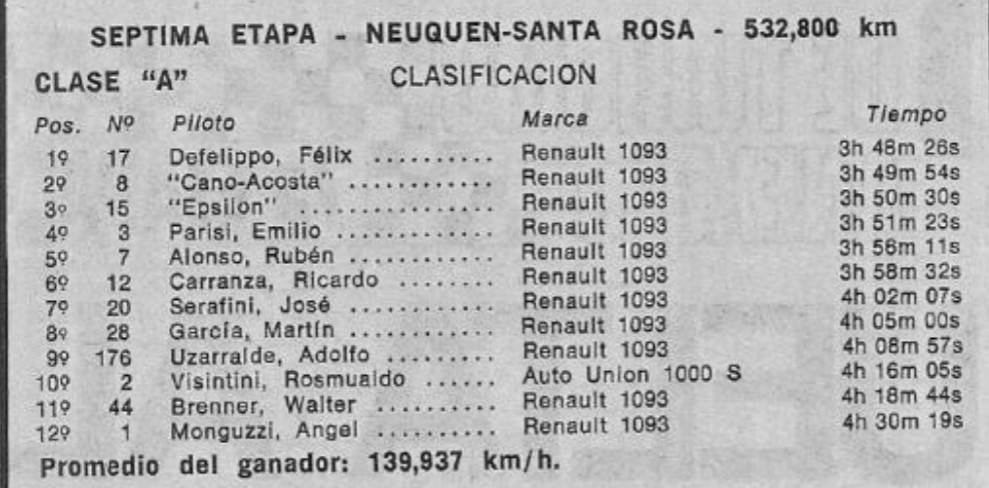 SEPTIMA ETAPA - NEUQUEN-SANTA ROSA - 532,800 km
CLASE "A" CLASIFICACION
Pos. Nº Piloto Marca Tiempo
1º 17 Defelippo, Félix .......... Renault 1093 3h 48m 26s
2º 8 "Cano-Acosta" ............ Renault 1093 3h 49m 54s
3º 15 "Epsilon" ................ Renault 1093 3h 50m 30s
4º 3 Parisi, Emilio ............. Renault 1093 3h 51m 23s
5º 7 Alonso, Rubén .......... Renault 1093 3h 56m 11s
6º 12 Carranza, Ricardo ....... Renault 1093 3h 58m 32s
7º 20 Serafini, José ............ Renault 1093 4h 02m 07s
8º 28 García, Martín ............ Renault 1093 4h 05m 00s
9º 176 Uzarralde, Adolfo ......... Renault 1093 4h 08m 57s
10º 2 Visintini, Rosmualdo ...... Auto Union 1000 S 4h 16m 05s
11º 44 Brenner, Walter .......... Renault 1093 4h 18m 44s
12º 1 Monguzzi, Angel .......... Renault 1093 4h 30m 19s
Promedio del ganador: 139,937 km/h.